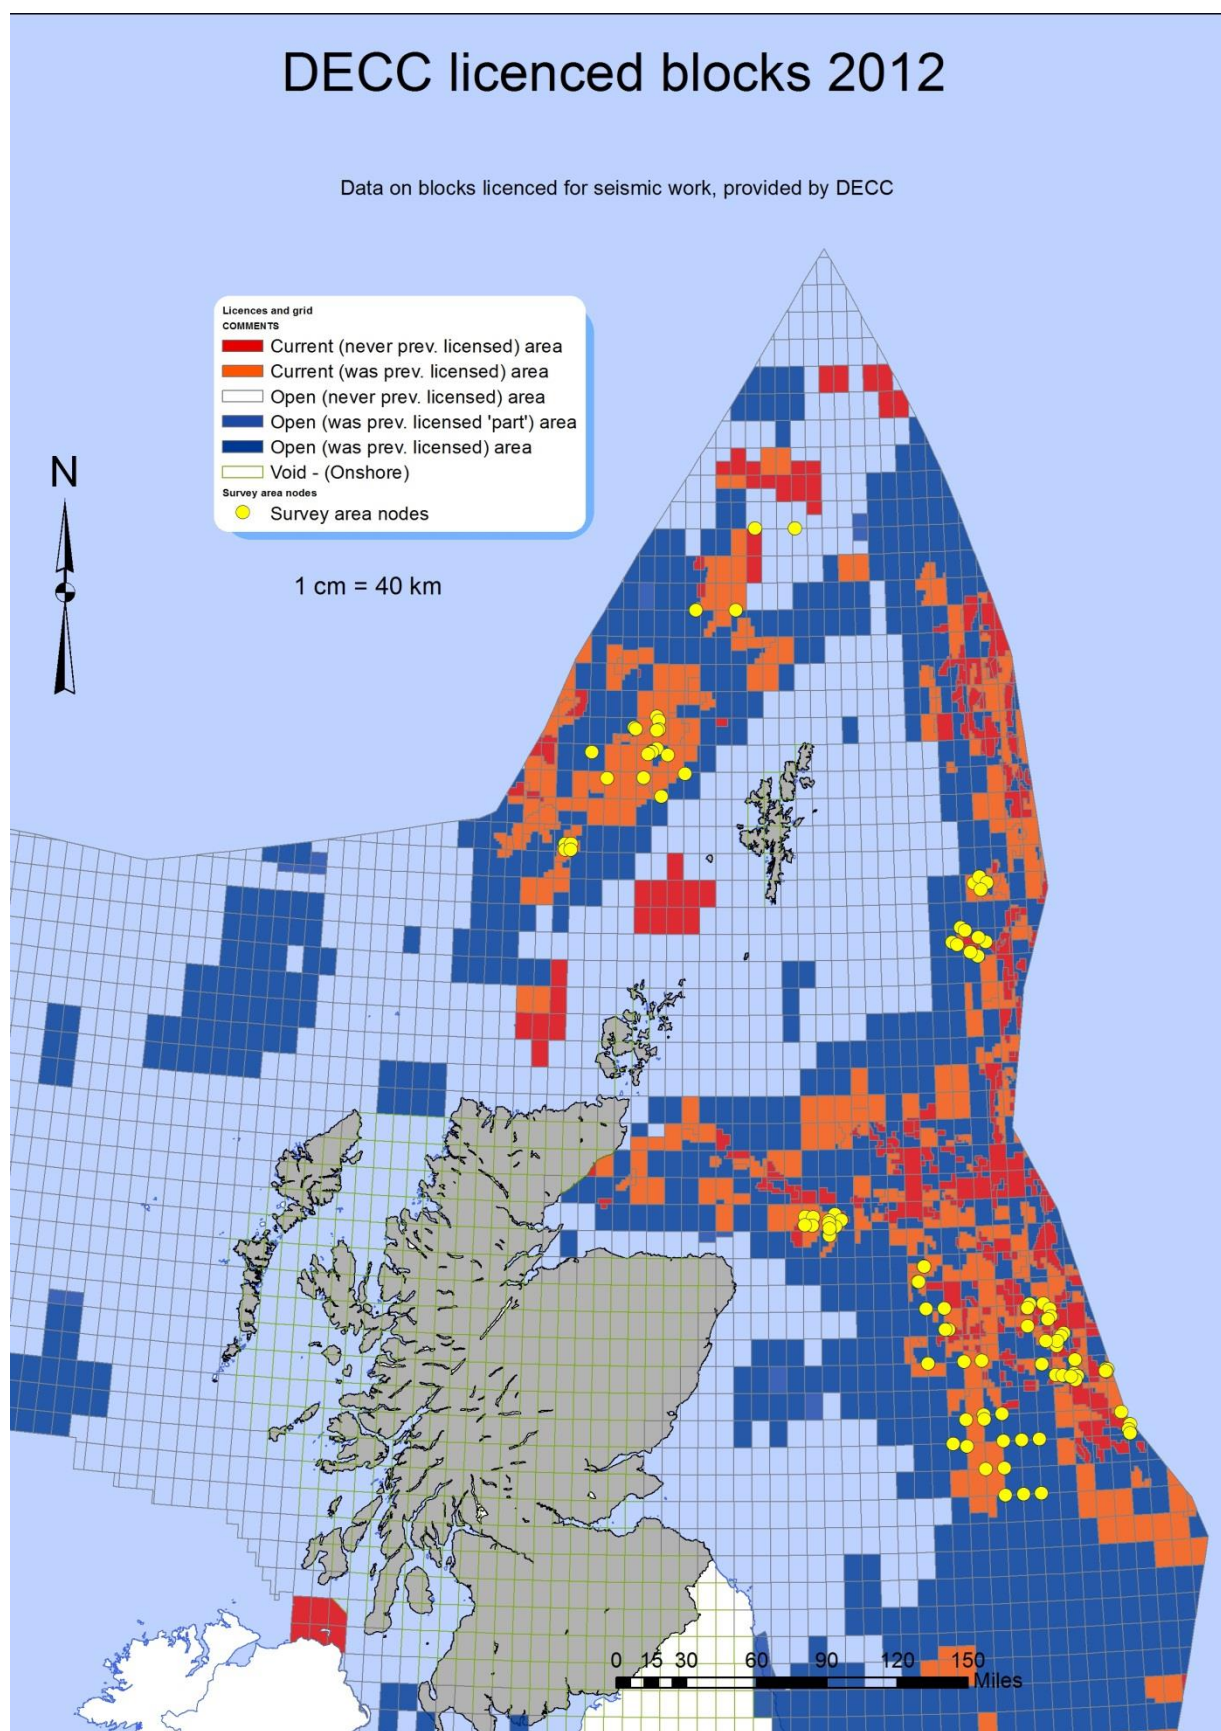 DECC licenced blocks 2012
Data on blocks licenced for seismic work, provided by DECC
Licences and grid
COMMENTS
Current (never prev. licensed) area
Current (was prev. licensed) area
Open (never prev. licensed) area
Open (was prev. licensed 'part') area
Open (was prev. licensed) area
Void - (Onshore)
Survey area nodes
Survey area nodes
N
1 cm = 40 km
0 15 30 60 90 120 150
Miles